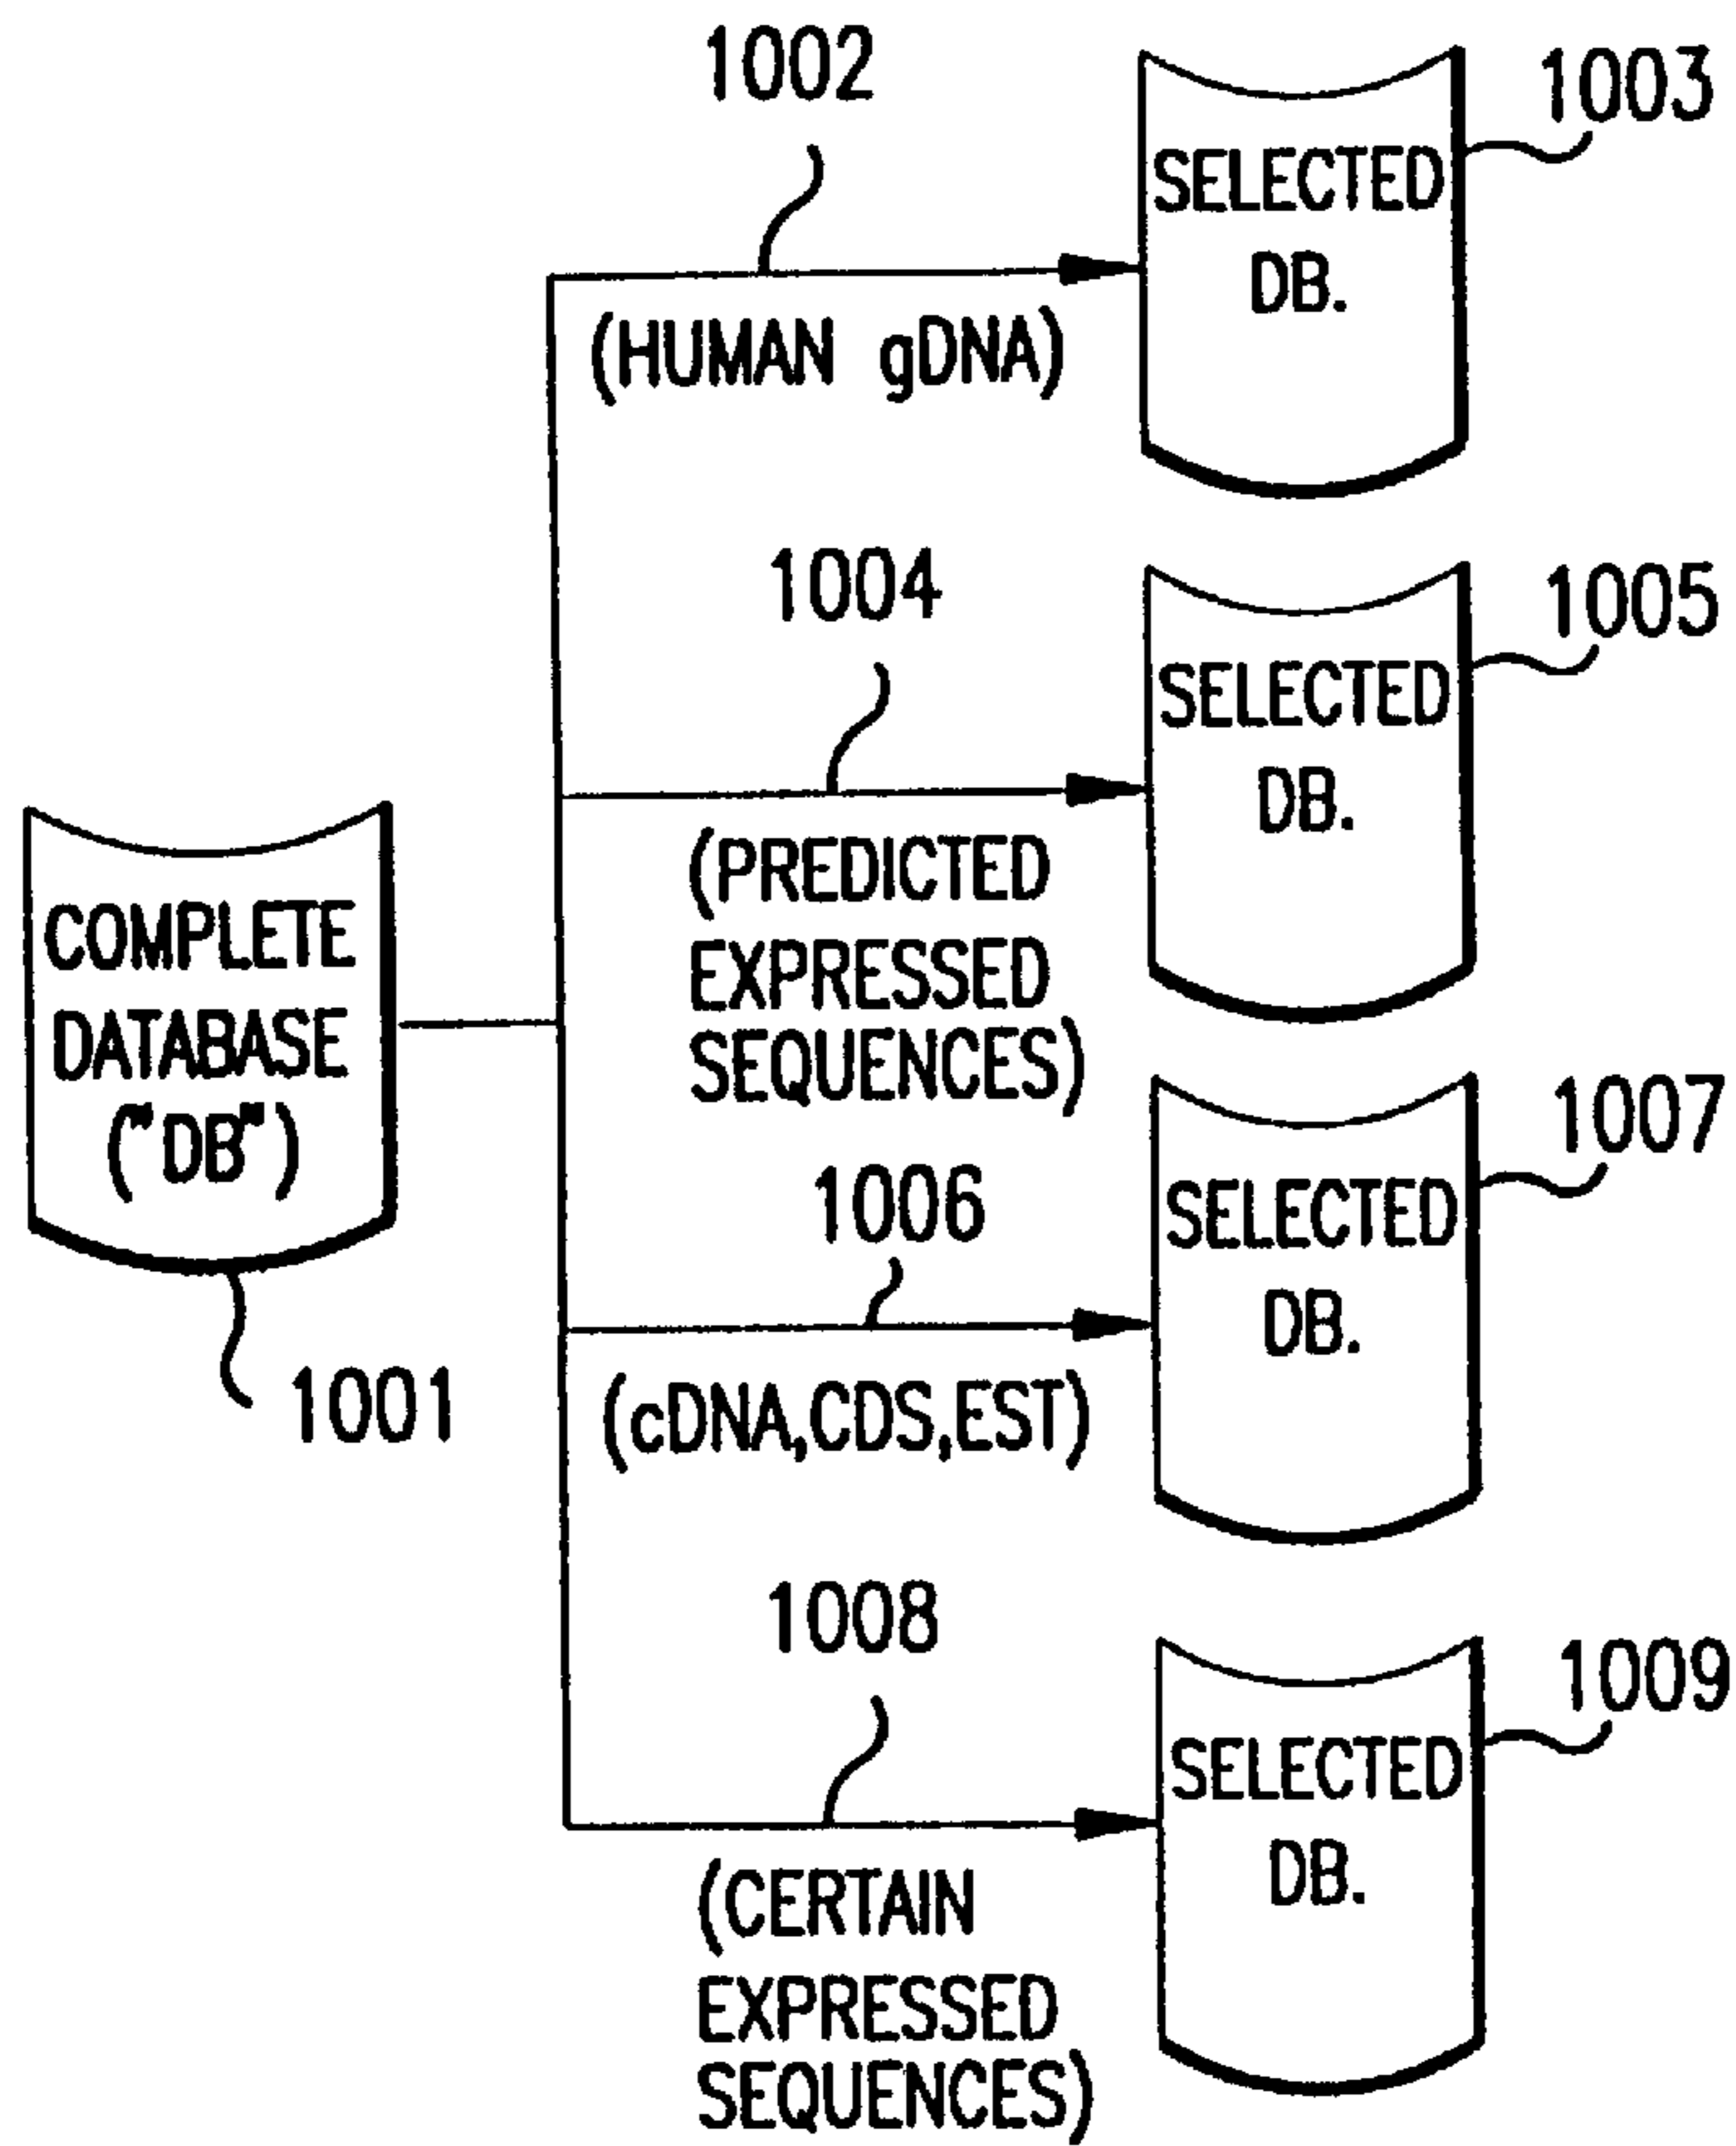 1002
1003
SELECTED
DB.
(HUMAN gDNA)
1004
1005
SELECTED
DB.
(PREDICTED
EXPRESSED
SEQUENCES)
COMPLETE
DATABASE
("DB")
1001
1006
1007
SELECTED
DB.
(cDNA,CDS,EST)
1008
1009
SELECTED
DB.
(CERTAIN
EXPRESSED
SEQUENCES)